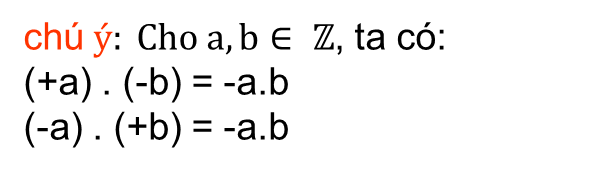 chú ý: Cho a,b ∈ ℤ, ta có:
(+a) . (-b) = -a.b
(-a) . (+b) = -a.b